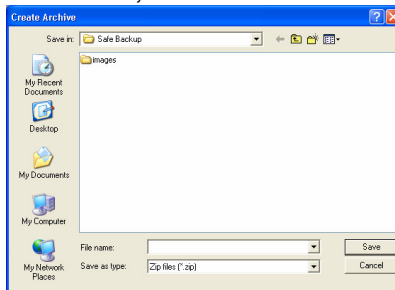 Create Archive
Save in: Safe Backup
images
My Recent
Documents
Desktop
My Documents
My Computer
My Network
Places
File name:
Save
Save as type: Zip files (*.zip)
Cancel